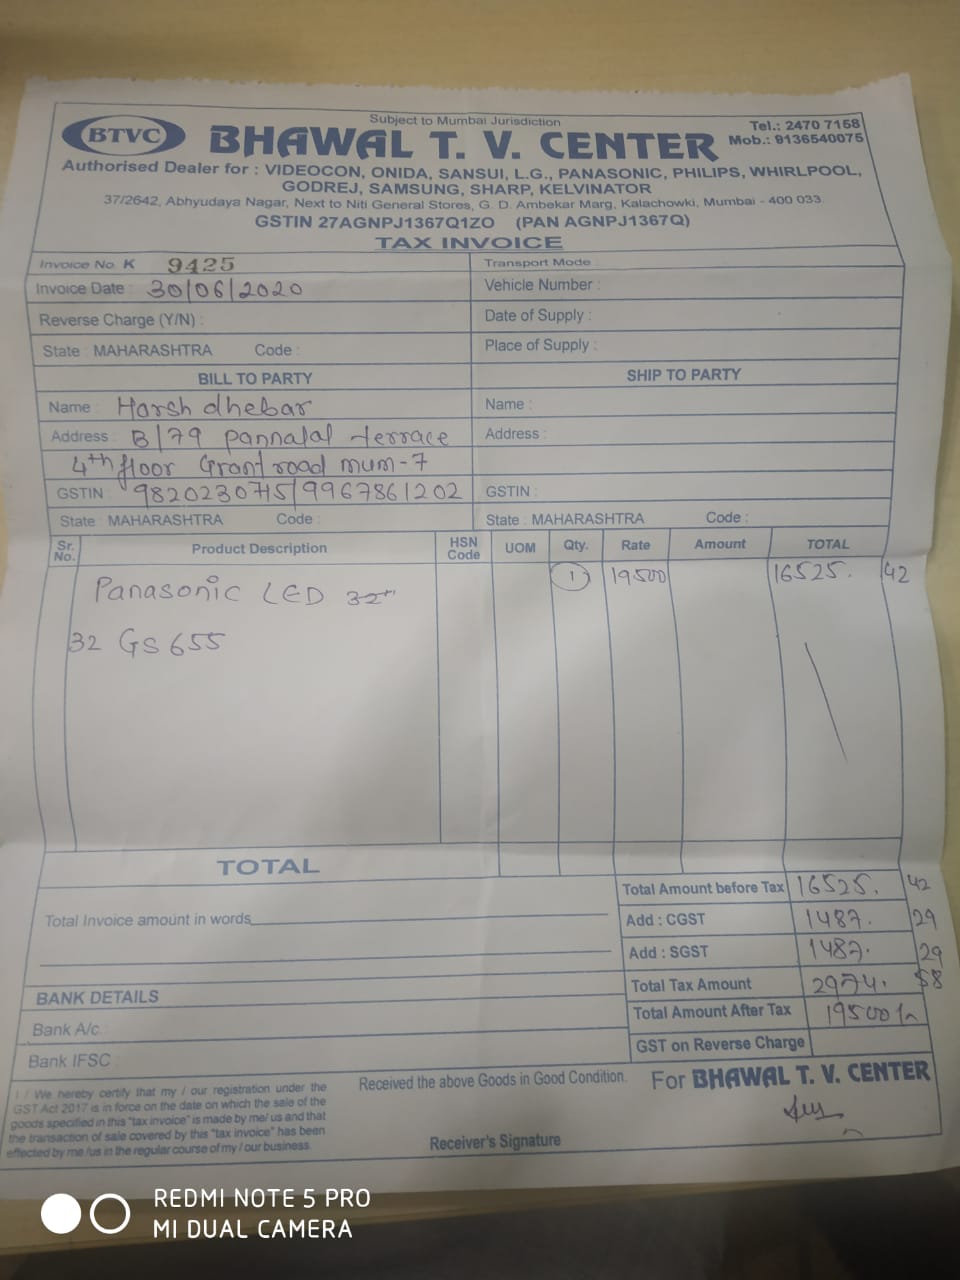 Subject to Mumbai Jurisdiction
BTVC
BHAWAL T. V. CENTER
Tel.: 2470 7158
Mob.: 9136540075
Authorised Dealer for : VIDEOCON, ONIDA, SANSUI, L.G., PANASONIC, PHILIPS, WHIRLPOOL,
GODREJ, SAMSUNG, SHARP, KELVINATOR
37/2642, Abhyudaya Nagar, Next to Niti General Stores, G. D. Ambekar Marg, Kalachowki, Mumbai - 400 033.
GSTIN 27AGNPJ1367Q1ZO (PAN AGNPJ1367Q)
TAX INVOICE
Invoice No. K 9425 Transport Mode :
Invoice Date : 30/06/2020 Vehicle Number :
Reverse Charge (Y/N) : Date of Supply :
State : MAHARASHTRA Code : Place of Supply :
BILL TO PARTY SHIP TO PARTY
Name : Harsh dhebar Name :
Address : B/79 pannalal terrace Address :
4th floor Grant road mum-7
GSTIN : /9967861202 GSTIN :
State : MAHARASHTRA Code : State : MAHARASHTRA Code :
Sr. No. Product Description HSN Code UOM Qty. Rate Amount TOTAL
Panasonic LED 32" 1 19500 16525. 42
32 GS 655
TOTAL
Total Amount before Tax 16525. 42
Total Invoice amount in words Add : CGST 1487. 29
Add : SGST 1487. 29
BANK DETAILS Total Tax Amount 2974. 58
Bank A/c. Total Amount After Tax 19500/-
Bank IFSC : GST on Reverse Charge
I / We hereby certify that my / our registration under the
GST Act 2017 is in force on the date on which the sale of the
goods specified in this "tax invoice" is made by me/ us and that
the transaction of sale covered by this "tax invoice" has been
effected by me /us in the regular course of my / our business.
Received the above Goods in Good Condition.
Receiver's Signature
For BHAWAL T. V. CENTER
REDMI NOTE 5 PRO
MI DUAL CAMERA